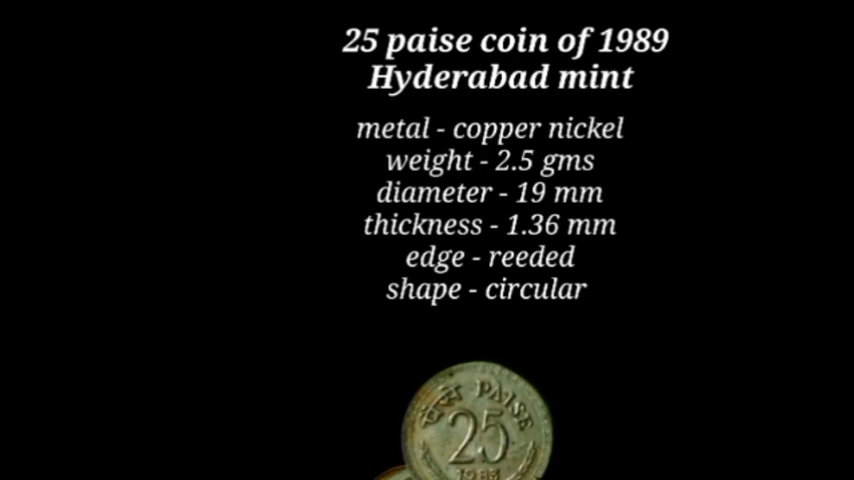 25 paise coin of 1989
Hyderabad mint
metal - copper nickel
weight - 2.5 gms
diameter - 19 mm
thickness - 1.36 mm
edge - reeded
shape - circular
पैसे PAISE
25